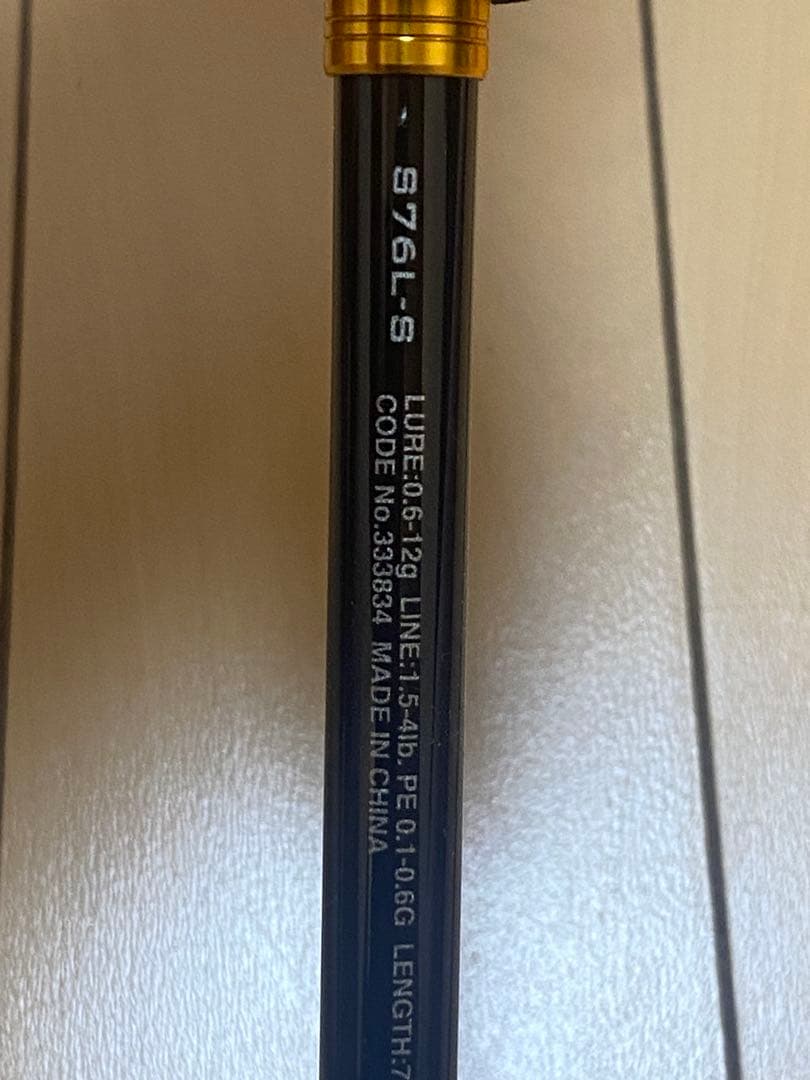 S76L-S
LURE:0.6-12g LINE:1.5-4lb. PE 0.1-0.6G LENGTH:7
CODE No.333834 MADE IN CHINA